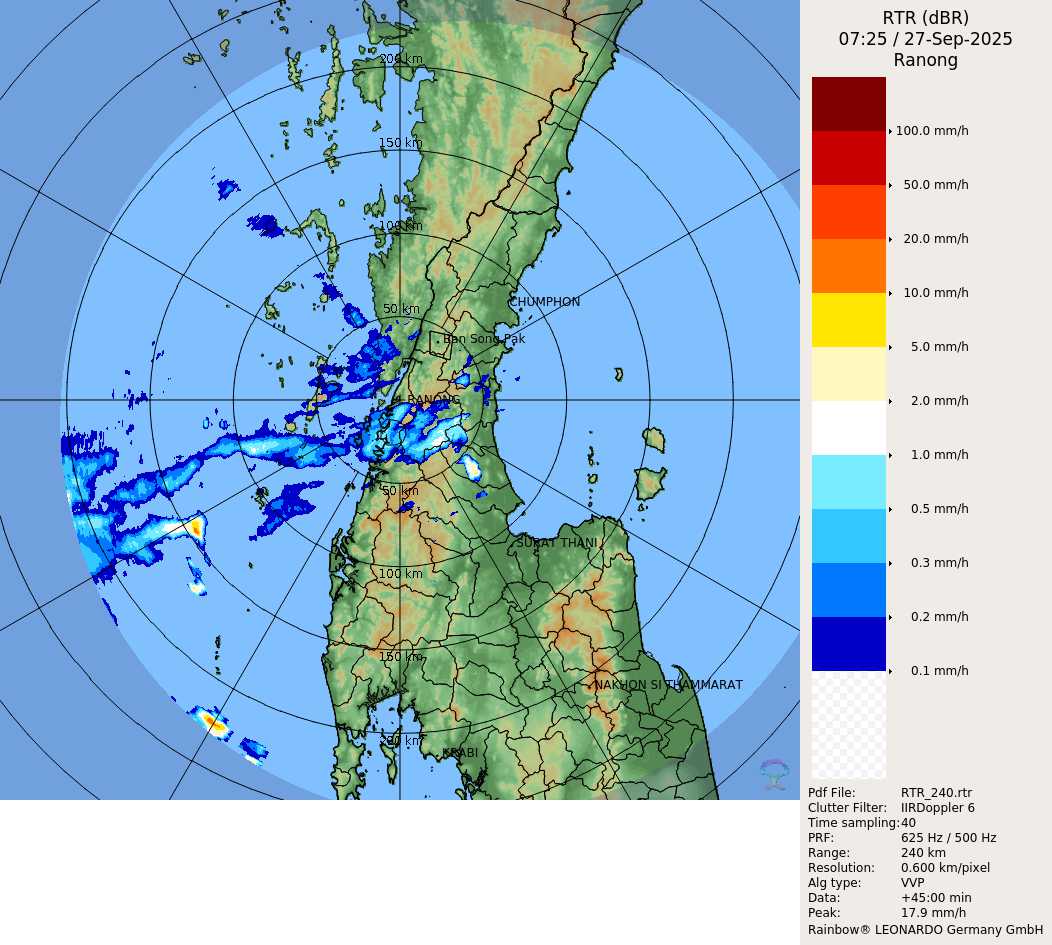 RTR (dBR)
07:25 / 27-Sep-2025
Ranong
200 km
150 km
100 km
50 km
CHUMPHON
Ban Song Pak
RANONG
50 km
SURAT THANI
100 km
150 km
NAKHON SI THAMMARAT
200 km
KRABI
100.0 mm/h
50.0 mm/h
20.0 mm/h
10.0 mm/h
5.0 mm/h
2.0 mm/h
1.0 mm/h
0.5 mm/h
0.3 mm/h
0.2 mm/h
0.1 mm/h
Pdf File: RTR_240.rtr
Clutter Filter: IIRDoppler 6
Time sampling:40
PRF: 625 Hz / 500 Hz
Range: 240 km
Resolution: 0.600 km/pixel
Alg type: VVP
Data: +45:00 min
Peak: 17.9 mm/h
Rainbow® LEONARDO Germany GmbH